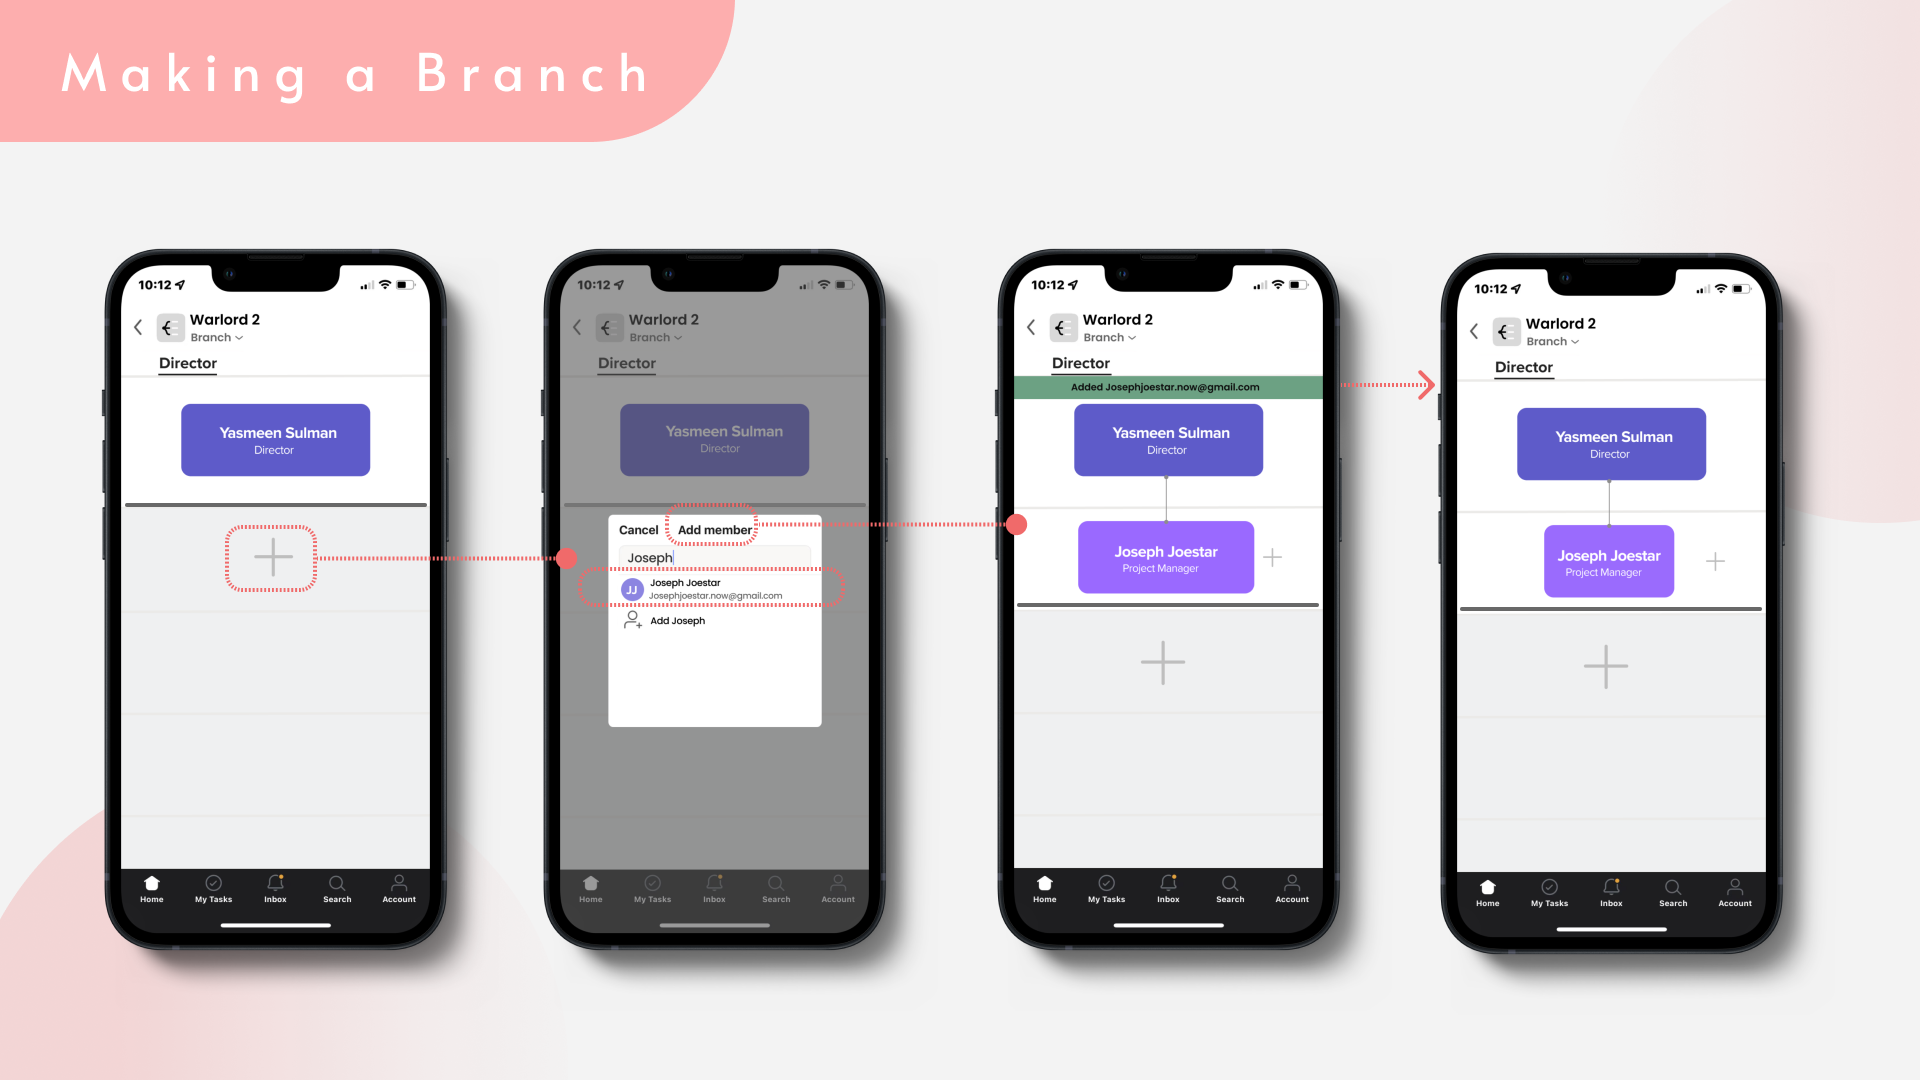 Making a Branch
10:12
Warlord 2
Branch
Director
Yasmeen Sulman
Director
Home
My Tasks
Inbox
Search
Account
10:12
Warlord 2
Branch
Director
Yasmeen Sulman
Director
Cancel
Add member
Joseph
JJ
Joseph Joestar
Josephjoestar.now@gmail.com
Add Joseph
Home
My Tasks
Inbox
Search
Account
10:12
Warlord 2
Branch
Director
Added Josephjoestar.now@gmail.com
Yasmeen Sulman
Director
Joseph Joestar
Project Manager
Home
My Tasks
Inbox
Search
Account
10:12
Warlord 2
Branch
Director
Yasmeen Sulman
Director
Joseph Joestar
Project Manager
Home
My Tasks
Inbox
Search
Account